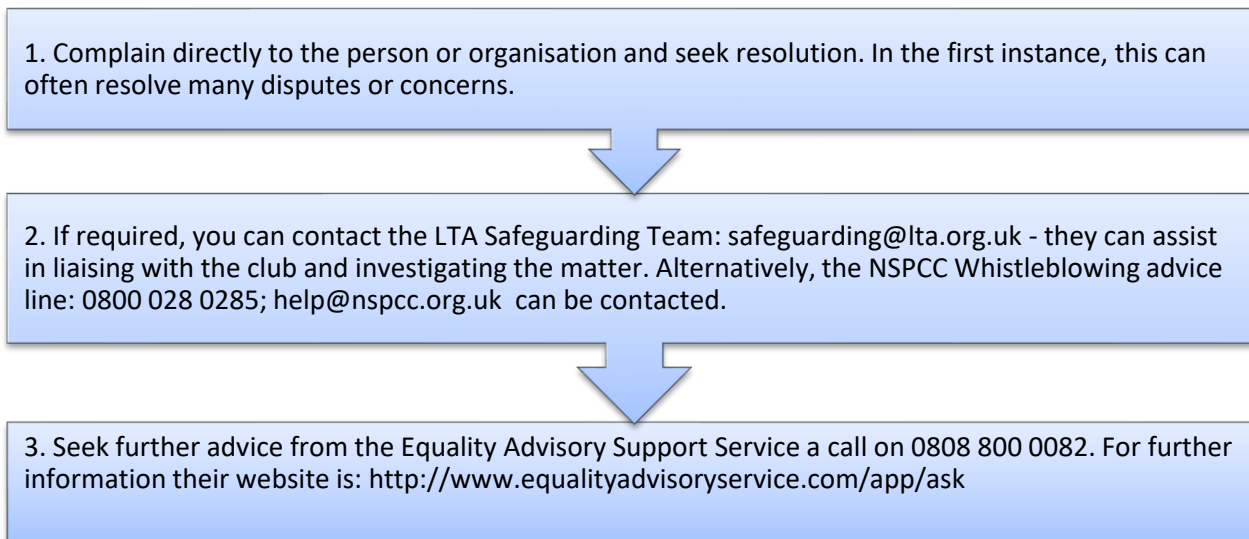 1. Complain directly to the person or organisation and seek resolution. In the first instance, this can
often resolve many disputes or concerns.
2. If required, you can contact the LTA Safeguarding Team: safeguarding@lta.org.uk - they can assist
in liaising with the club and investigating the matter. Alternatively, the NSPCC Whistleblowing advice
line: 0800 028 0285; help@nspcc.org.uk  can be contacted.
3. Seek further advice from the Equality Advisory Support Service a call on 0808 800 0082. For further
information their website is: http://www.equalityadvisoryservice.com/app/ask